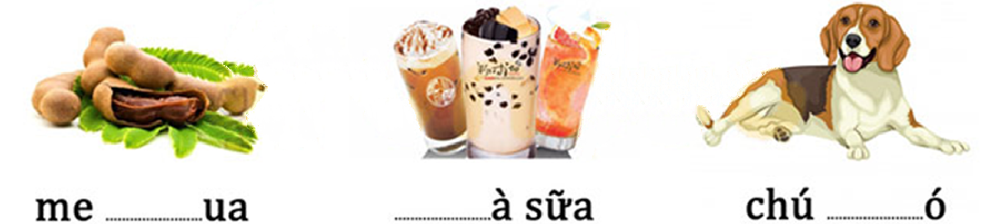 me ..........ua
..........à sữa
chú ..........ó